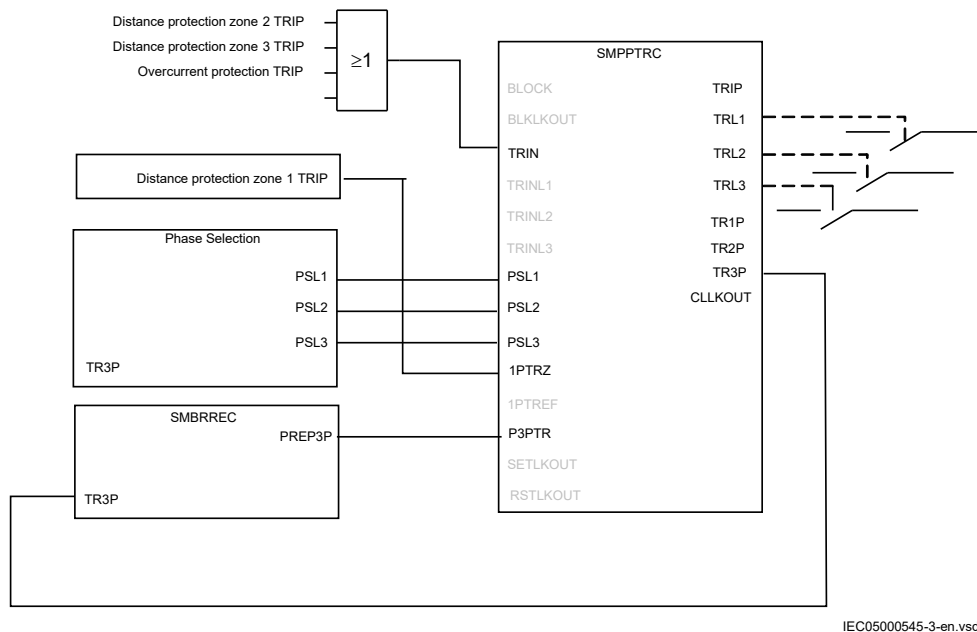 Distance protection zone 2 TRIP
Distance protection zone 3 TRIP
Overcurrent protection TRIP
≥1
Distance protection zone 1 TRIP
Phase Selection
PSL1
PSL2
PSL3
TR3P
SMBRREC
PREP3P
TR3P
SMPPTRC
BLOCK
BLKLKOUT
TRIN
TRINL1
TRINL2
TRINL3
PSL1
PSL2
PSL3
1PTRZ
1PTREF
P3PTR
SETLKOUT
RSTLKOUT
TRIP
TRL1
TRL2
TRL3
TR1P
TR2P
TR3P
CLLKOUT
IEC05000545-3-en.vsd